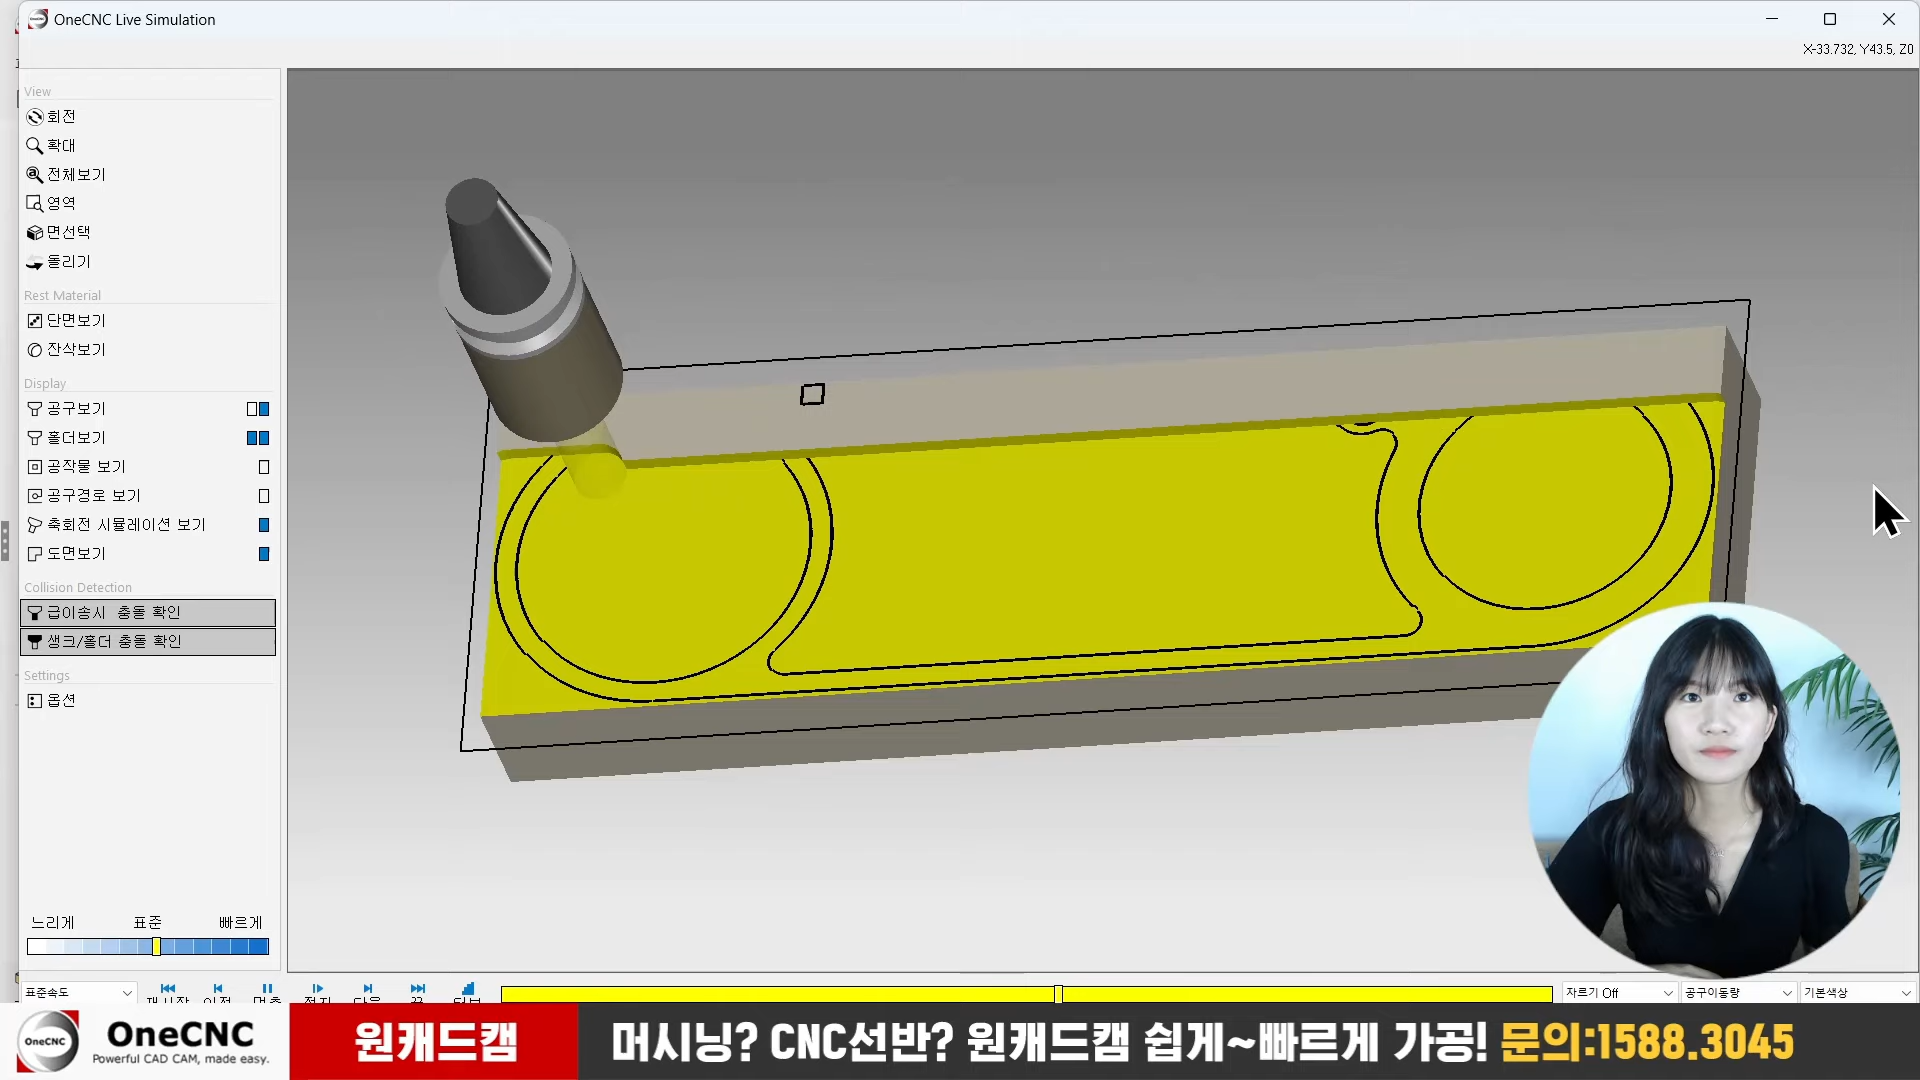 OneCNC Live Simulation
X-33.732, Y43.5, Z0
View
회전
확대
전체보기
영역
면선택
돌리기
Rest Material
단면보기
잔삭보기
Display
공구보기
홀더보기
공작물 보기
공구경로 보기
축회전 시뮬레이션 보기
도면보기
Collision Detection
급이송시 충돌 확인
생크/홀더 충돌 확인
Settings
옵션
느리게 표준 빠르게
표준속도
자르기 Off 공구이동량 기본색상
OneCNC
OneCNC
Powerful CAD CAM, made easy.
원캐드캠
머시닝? CNC선반? 원캐드캠 쉽게~빠르게 가공! 문의:1588.3045